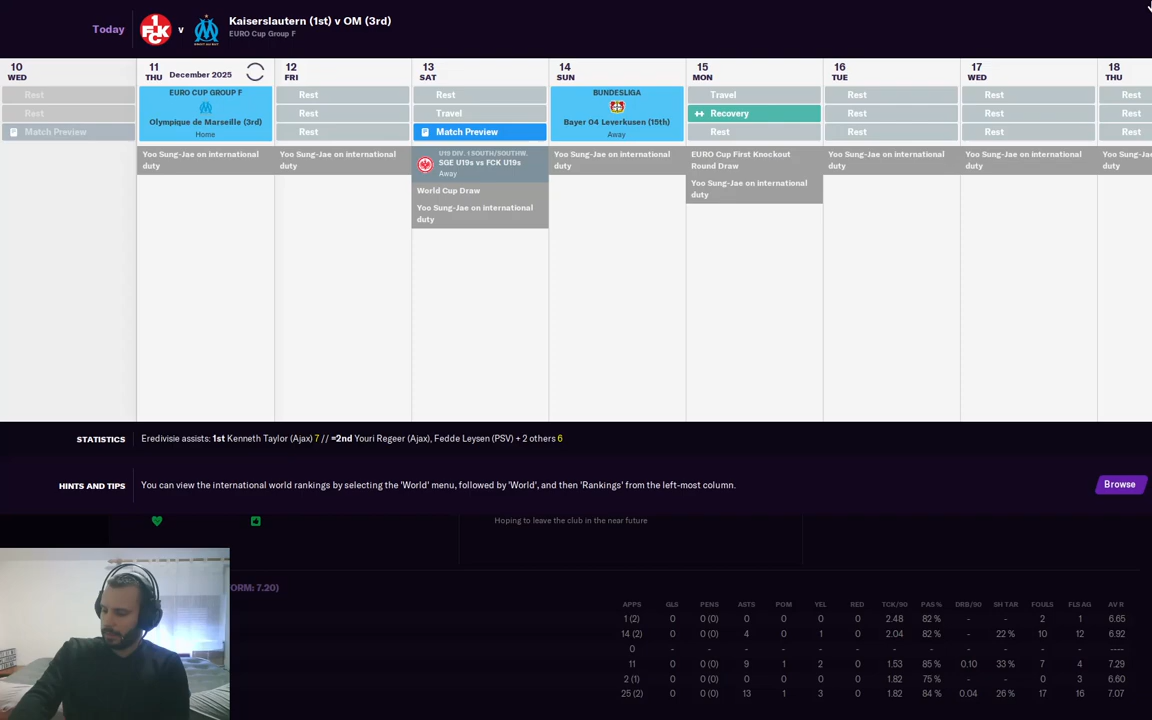 Today
v
Kaiserslautern (1st) v OM (3rd)
EURO Cup Group F
10 WED
11 THU December 2025
12 FRI
13 SAT
14 SUN
15 MON
16 TUE
17 WED
18 THU
Rest
Rest
Match Preview
EURO CUP GROUP F
Olympique de Marseille (3rd)
Home
Yoo Sung-Jae on international duty
Rest
Rest
Rest
Yoo Sung-Jae on international duty
Rest
Travel
Match Preview
U19 DIV. 1 SOUTH/SOUTHW.
SGE U19s vs FCK U19s
Away
World Cup Draw
Yoo Sung-Jae on international duty
BUNDESLIGA
Bayer 04 Leverkusen (15th)
Away
Yoo Sung-Jae on international duty
Travel
Recovery
Rest
EURO Cup First Knockout Round Draw
Yoo Sung-Jae on international duty
Rest
Rest
Rest
Yoo Sung-Jae on international duty
Rest
Rest
Rest
Yoo Sung-Jae on international duty
Rest
Rest
Rest
Yoo Sung-Ja
duty
STATISTICS
Eredivisie assists: 1st Kenneth Taylor (Ajax) 7 // =2nd Youri Regeer (Ajax), Fedde Leysen (PSV) + 2 others 6
HINTS AND TIPS
You can view the international world rankings by selecting the 'World' menu, followed by 'World', and then 'Rankings' from the left-most column.
Browse
Hoping to leave the club in the near future
ORM: 7.20)
APPS GLS PENS ASTS POM YEL RED TCK/90 PAS % DRB/90 SH TAR FOULS FLS AG AV R
1 (2) 0 0 (0) 0 0 0 0 2.48 82 % - - 2 1 6.65
14 (2) 0 0 (0) 4 0 1 0 2.04 82 % - 22 % 10 12 6.92
0 - - - - - - - - - - - - ----
11 0 0 (0) 9 1 2 0 1.53 85 % 0.10 33 % 7 4 7.29
2 (1) 0 0 (0) 0 0 0 0 1.82 75 % - - 0 3 6.60
25 (2) 0 0 (0) 13 1 3 0 1.82 84 % 0.04 26 % 17 16 7.07